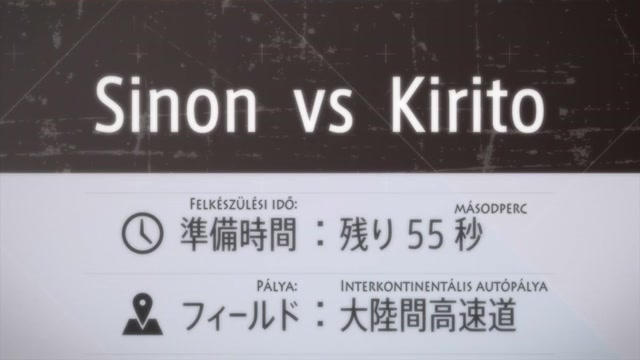 Sinon vs Kirito
Felkészülési idő:
másodperc
準備時間：残り 55 秒
Pálya: Interkontinentális autópálya
フィールド：大陸間高速道